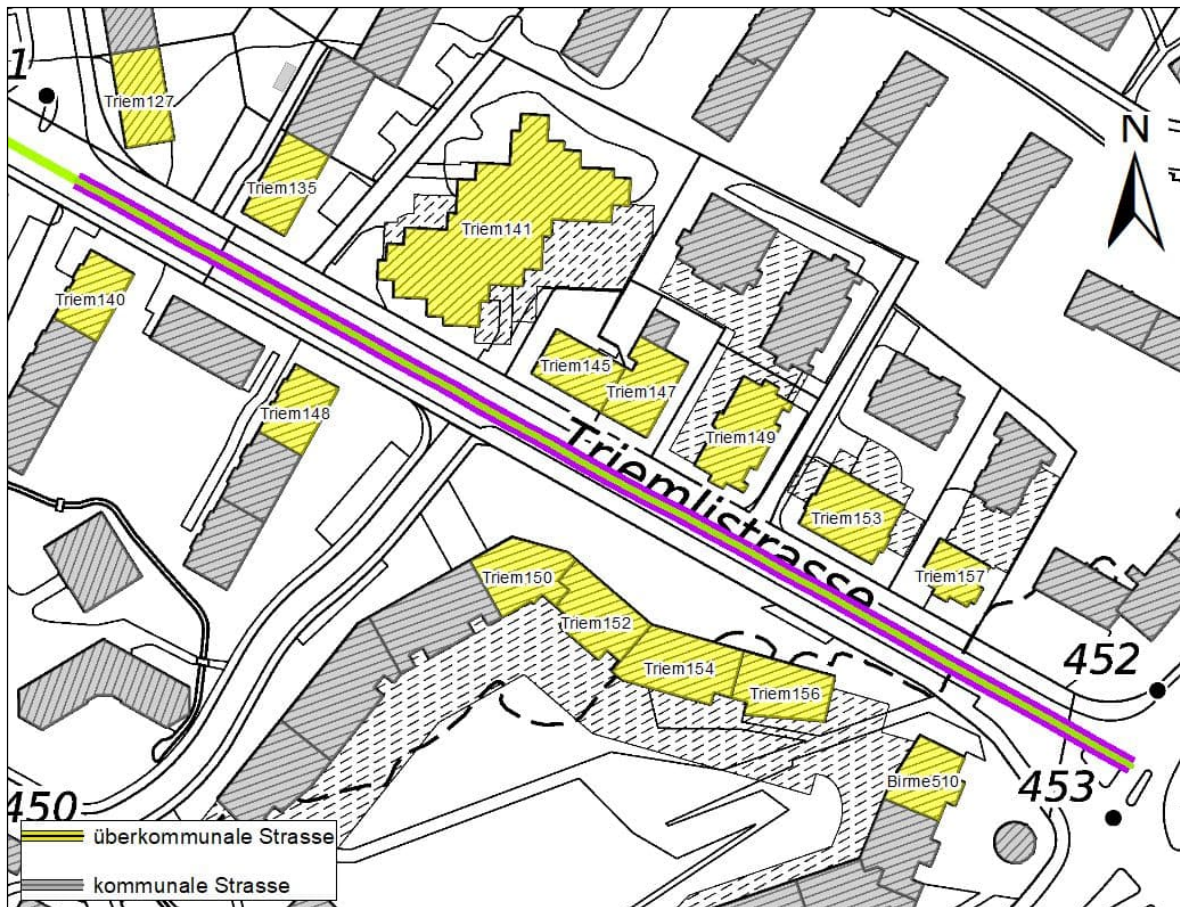 1
N
Triem127
Triem135
Triem141
Triem140
Triem145
Triem147
Triem148
Triem149
Triemlistrasse
Triem153
Triem157
Triem150
Triem152
Triem154
Triem156
452
Birme510
453
450
überkommunale Strasse
kommunale Strasse